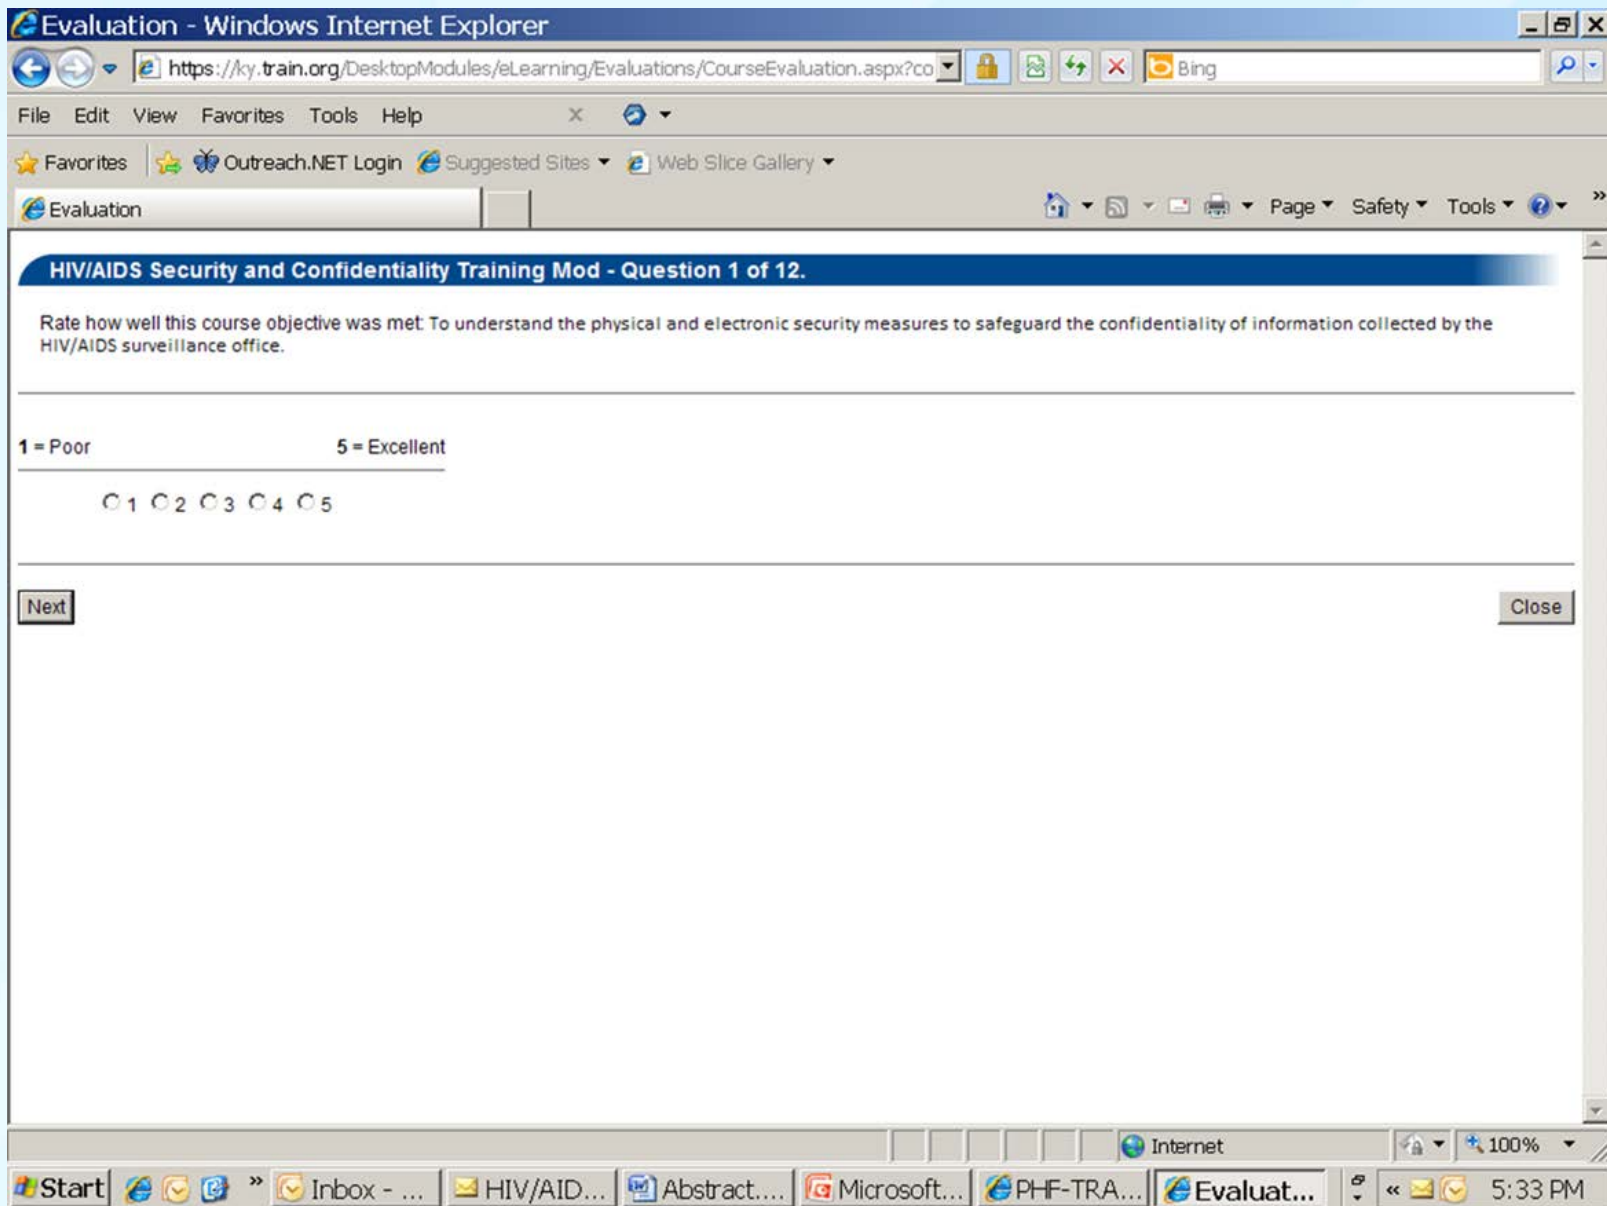 Evaluation - Windows Internet Explorer
https://ky.train.org/DesktopModules/eLearning/Evaluations/CourseEvaluation.aspx?co
Bing
File Edit View Favorites Tools Help
Favorites Outreach.NET Login Suggested Sites Web Slice Gallery
Evaluation Page Safety Tools
HIV/AIDS Security and Confidentiality Training Mod - Question 1 of 12.
Rate how well this course objective was met: To understand the physical and electronic security measures to safeguard the confidentiality of information collected by the
HIV/AIDS surveillance office.
1 = Poor 5 = Excellent
1 2 3 4 5
Next Close
Internet 100%
Start » Inbox - ... HIV/AID... Abstract.... Microsoft... PHF-TRA... Evaluat... « 5:33 PM